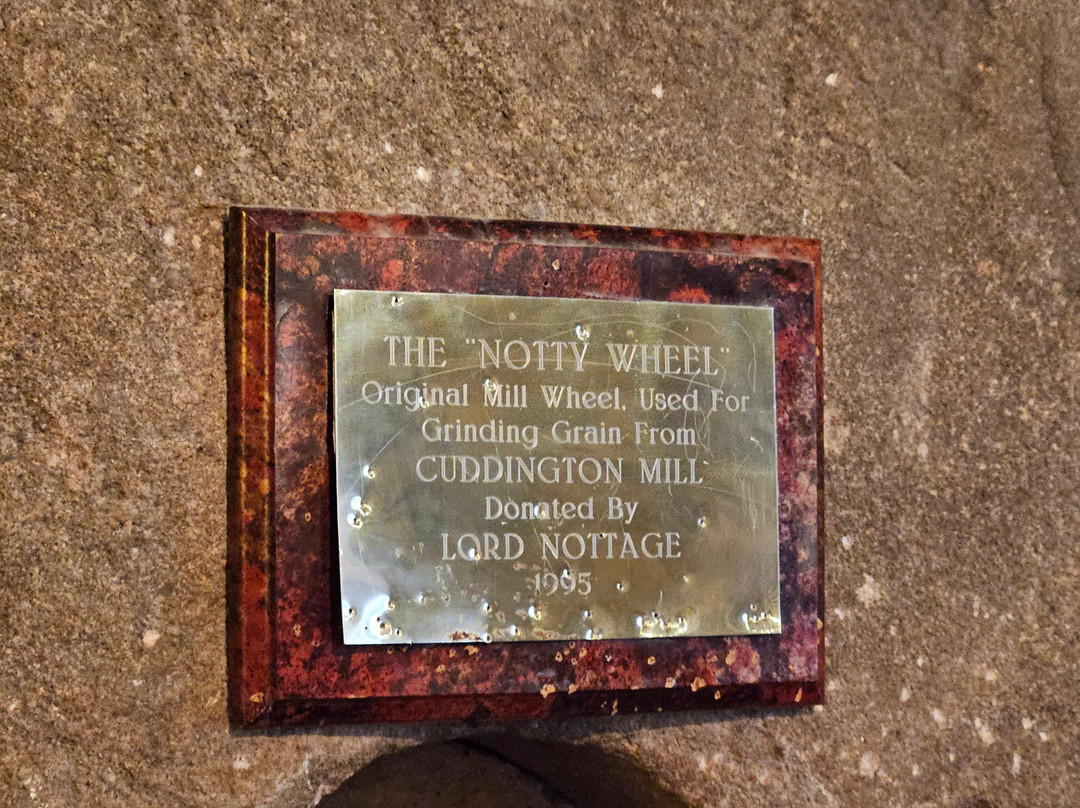 THE "NOTTY WHEEL"
Original Mill Wheel, Used For
Grinding Grain From
CUDDINGTON MILL
Donated By
LORD NOTTAGE
1995